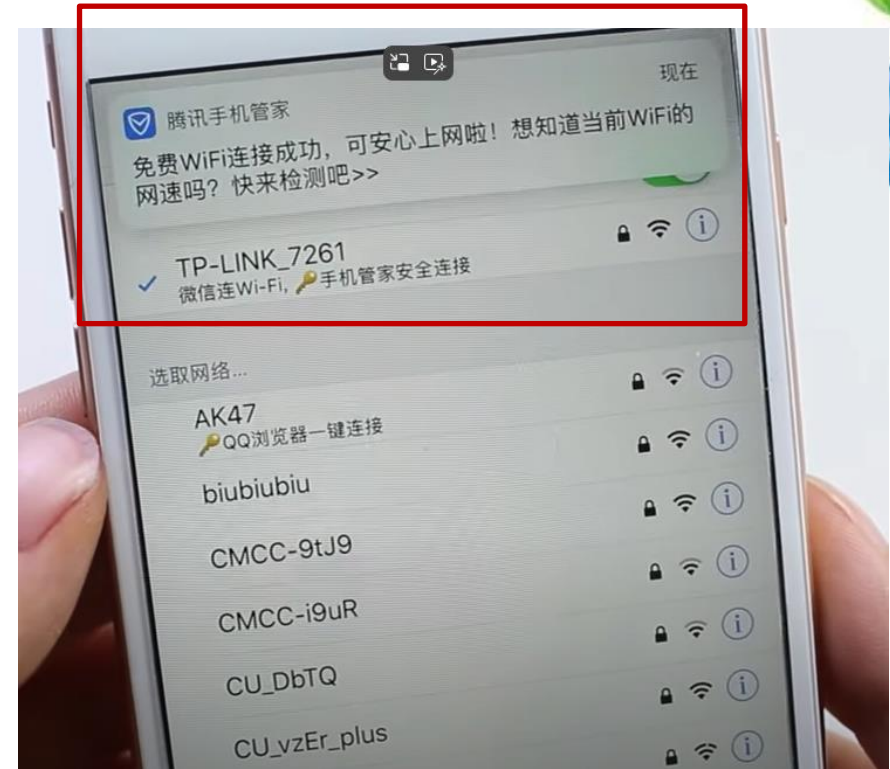 腾讯手机管家
现在
免费WiFi连接成功，可安心上网啦！想知道当前WiFi的
网速吗？快来检测吧>>
TP-LINK_7261
微信连Wi-Fi, 🔑手机管家安全连接
选取网络...
AK47
🔑QQ浏览器一键连接
biubiubiu
CMCC-9tJ9
CMCC-i9uR
CU_DbTQ
CU_vzEr_plus